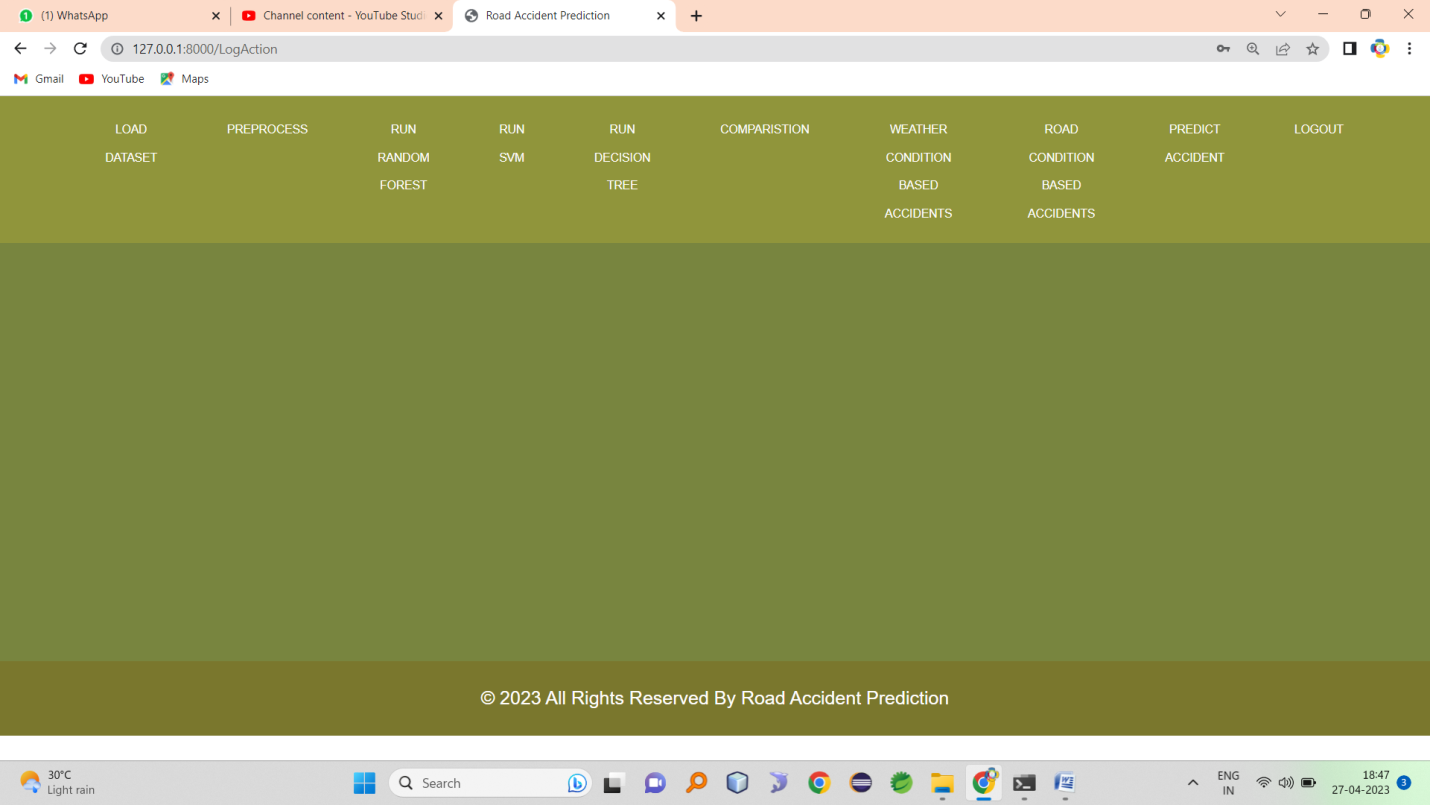 (1) WhatsApp
Channel content - YouTube Studi
Road Accident Prediction
127.0.0.1:8000/LogAction
Gmail
YouTube
Maps
LOAD
DATASET
PREPROCESS
RUN
RANDOM
FOREST
RUN
SVM
RUN
DECISION
TREE
COMPARISTION
WEATHER
CONDITION
BASED
ACCIDENTS
ROAD
CONDITION
BASED
ACCIDENTS
PREDICT
ACCIDENT
LOGOUT
© 2023 All Rights Reserved By Road Accident Prediction
30°C
Light rain
Search
ENG
IN
18:47
27-04-2023
3